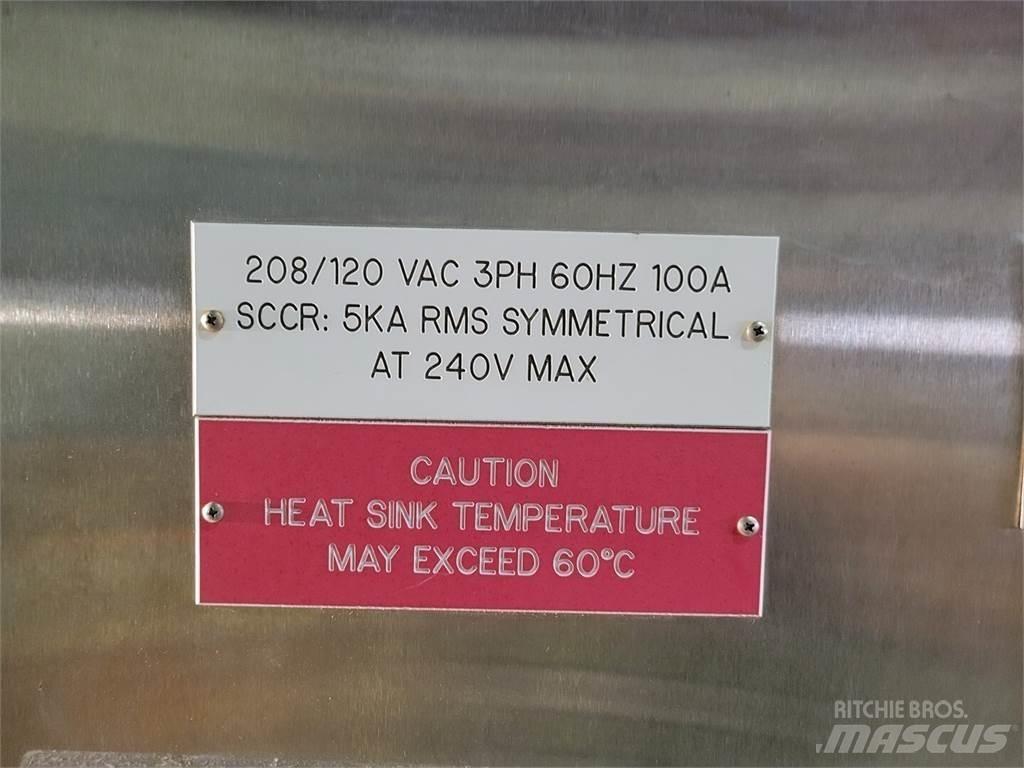 208/120 VAC 3PH 60HZ 100A
SCCR: 5KA RMS SYMMETRICAL
AT 240V MAX
CAUTION
HEAT SINK TEMPERATURE
MAY EXCEED 60°C
RITCHIE BROS.
MASCUS